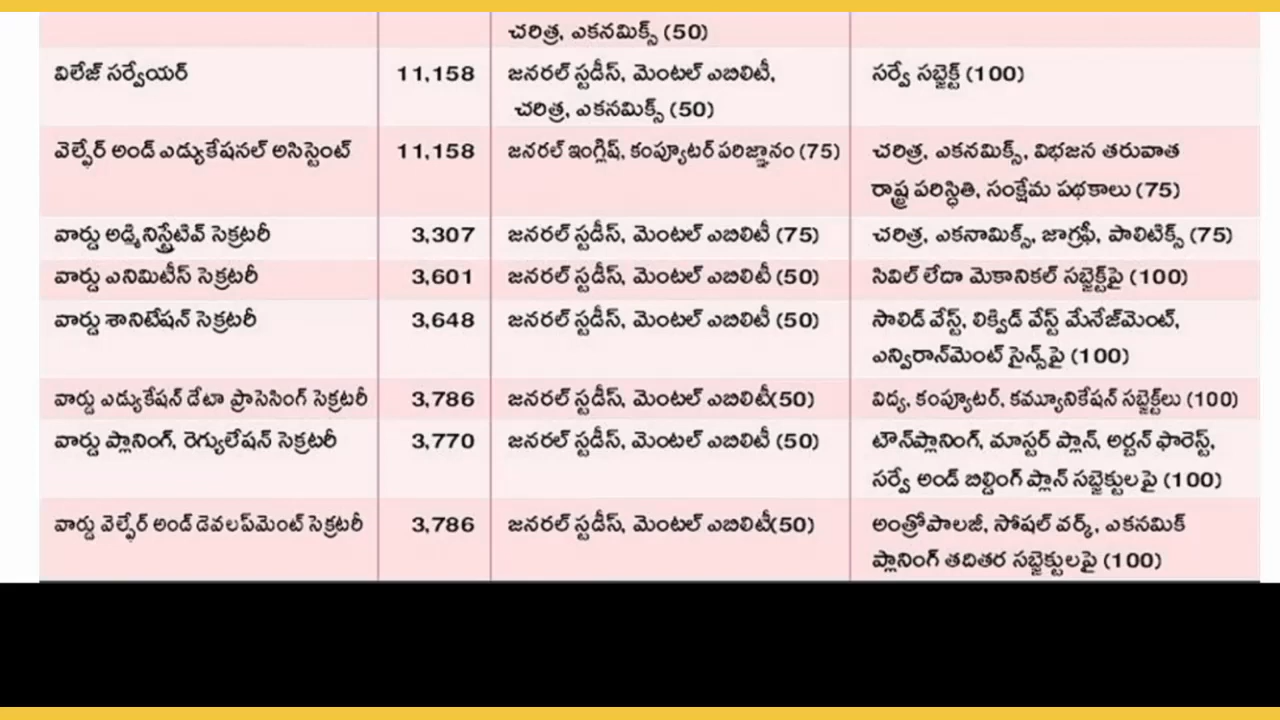 చరిత్ర, ఎకనమిక్స్ (50)
విలేజ్ సర్వేయర్ 11,158 జనరల్ స్టడీస్, మెంటల్ ఎబిలిటీ, సర్వే సబ్జెక్ట్ (100)
చరిత్ర, ఎకనమిక్స్ (50)
వెల్ఫేర్ అండ్ ఎడ్యుకేషనల్ అసిస్టెంట్ 11,158 జనరల్ ఇంగ్లిష్, కంప్యూటర్ పరిజ్ఞానం (75) చరిత్ర, ఎకనమిక్స్, విభజన తరువాత
రాష్ట్ర పరిస్థితి, సంక్షేమ పథకాలు (75)
వార్డు అడ్మినిస్ట్రేటివ్ సెక్రటరీ 3,307 జనరల్ స్టడీస్, మెంటల్ ఎబిలిటీ (75) చరిత్ర, ఎకనామిక్స్, జాగ్రఫీ, పాలిటిక్స్ (75)
వార్డు ఎనిమిటీస్ సెక్రటరీ 3,601 జనరల్ స్టడీస్, మెంటల్ ఎబిలిటీ (50) సివిల్ లేదా మెకానికల్ సబ్జెక్ట్‌పై (100)
వార్డు శానిటేషన్ సెక్రటరీ 3,648 జనరల్ స్టడీస్, మెంటల్ ఎబిలిటీ (50) సాలిడ్ వేస్ట్, లిక్విడ్ వేస్ట్ మేనేజ్‌మెంట్,
ఎన్విరాన్‌మెంట్ సైన్స్‌పై (100)
వార్డు ఎడ్యుకేషన్ డేటా ప్రాసెసింగ్ సెక్రటరీ 3,786 జనరల్ స్టడీస్, మెంటల్ ఎబిలిటీ(50) విద్య, కంప్యూటర్, కమ్యూనికేషన్ సబ్జెక్ట్‌లు (100)
వార్డు ప్లానింగ్, రెగ్యులేషన్ సెక్రటరీ 3,770 జనరల్ స్టడీస్, మెంటల్ ఎబిలిటీ (50) టౌన్‌ప్లానింగ్, మాస్టర్ ప్లాన్, అర్బన్ ఫారెస్ట్,
సర్వే అండ్ బిల్డింగ్ ప్లాన్ సబ్జెక్టులపై (100)
వార్డు వెల్ఫేర్ అండ్ డెవలప్‌మెంట్ సెక్రటరీ 3,786 జనరల్ స్టడీస్, మెంటల్ ఎబిలిటీ(50) అంత్రోపాలజీ, సోషల్ వర్క్, ఎకనమిక్
ప్లానింగ్ తదితర సబ్జెక్టులపై (100)